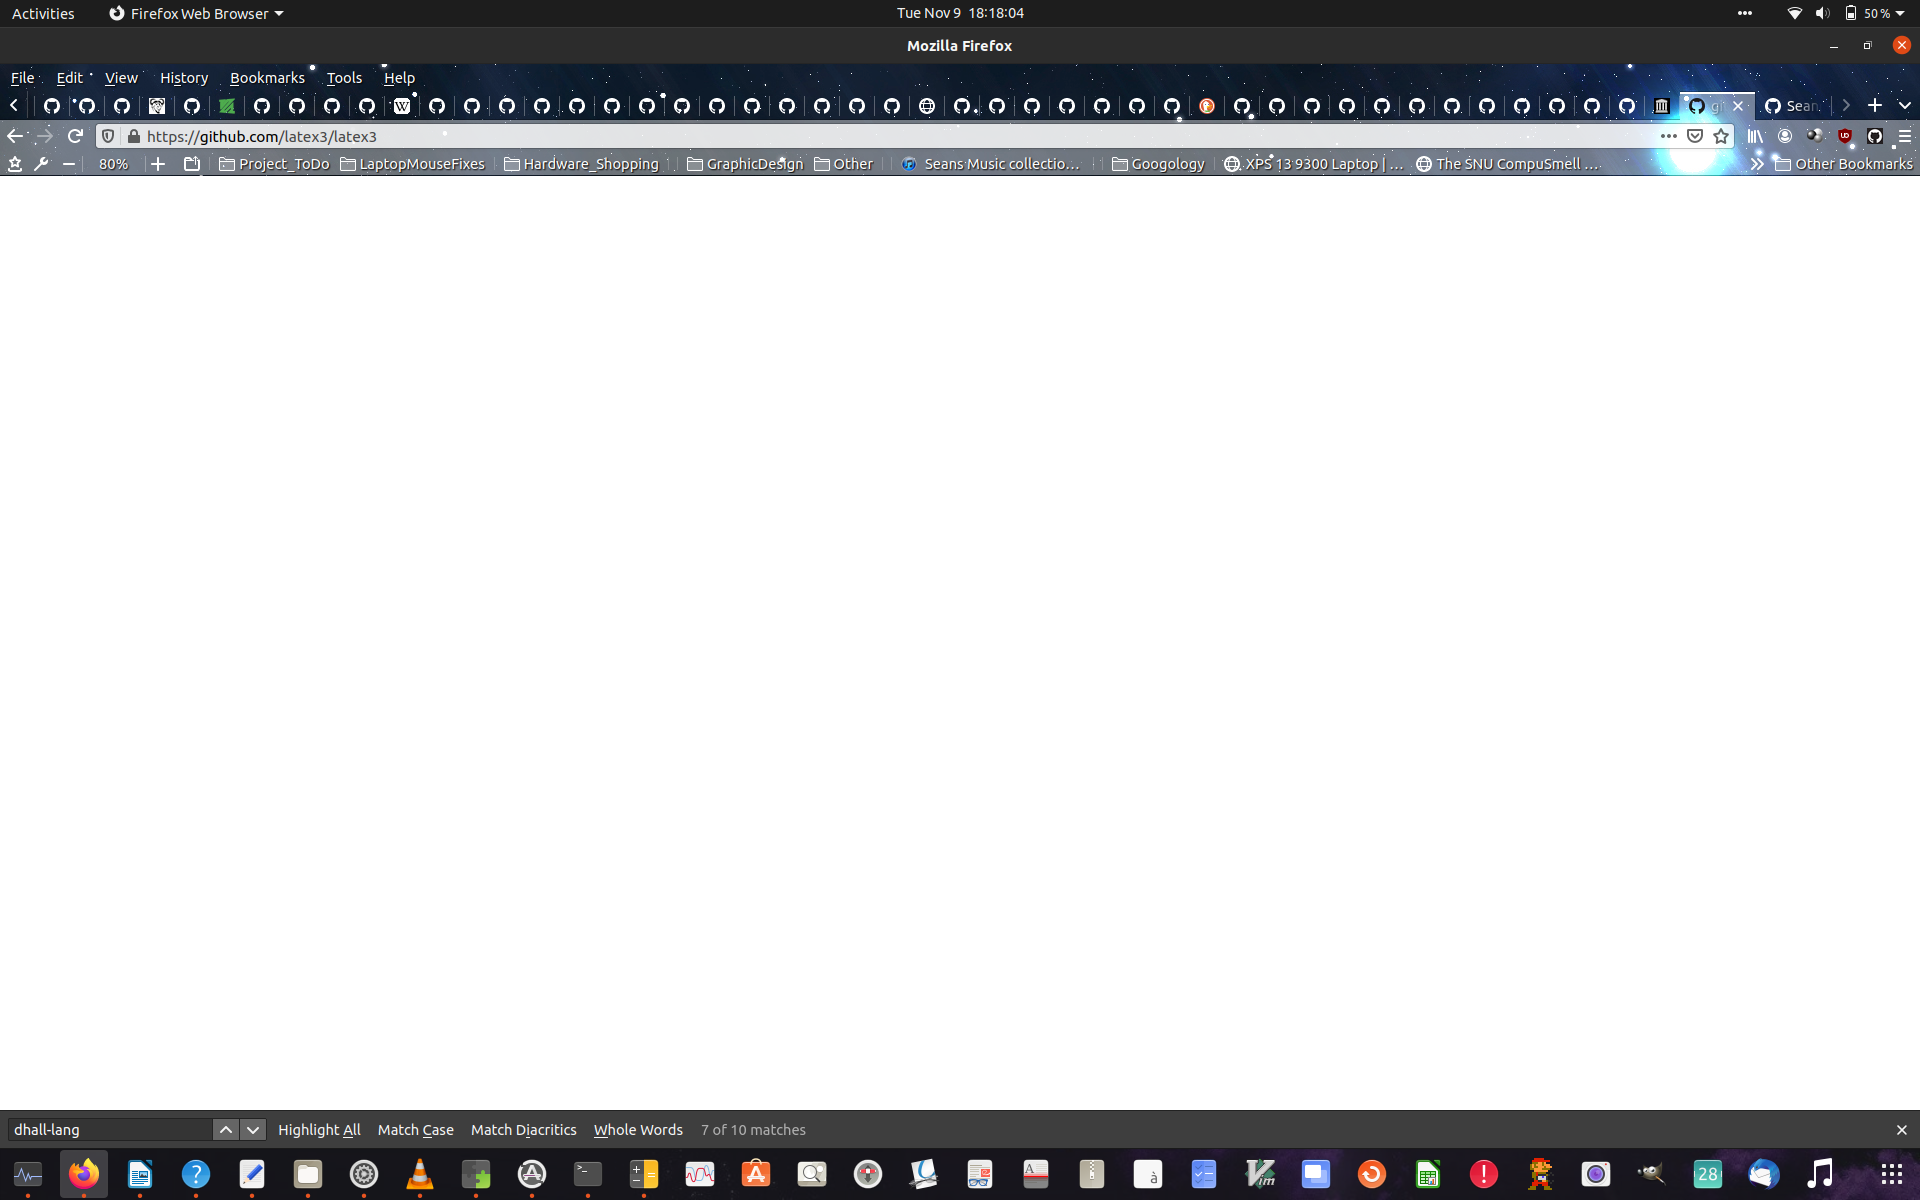 Activities Firefox Web Browser Tue Nov 9 18:18:04 50 %
Mozilla Firefox
File Edit View History Bookmarks Tools Help
W Sean
https://github.com/latex3/latex3
80% Project_ToDo LaptopMouseFixes Hardware_Shopping GraphicDesign Other Seans Music collectio… Googology XPS 13 9300 Laptop | … The SNU CompuSmell … Other Bookmarks
dhall-lang Highlight All Match Case Match Diacritics Whole Words 7 of 10 matches
28